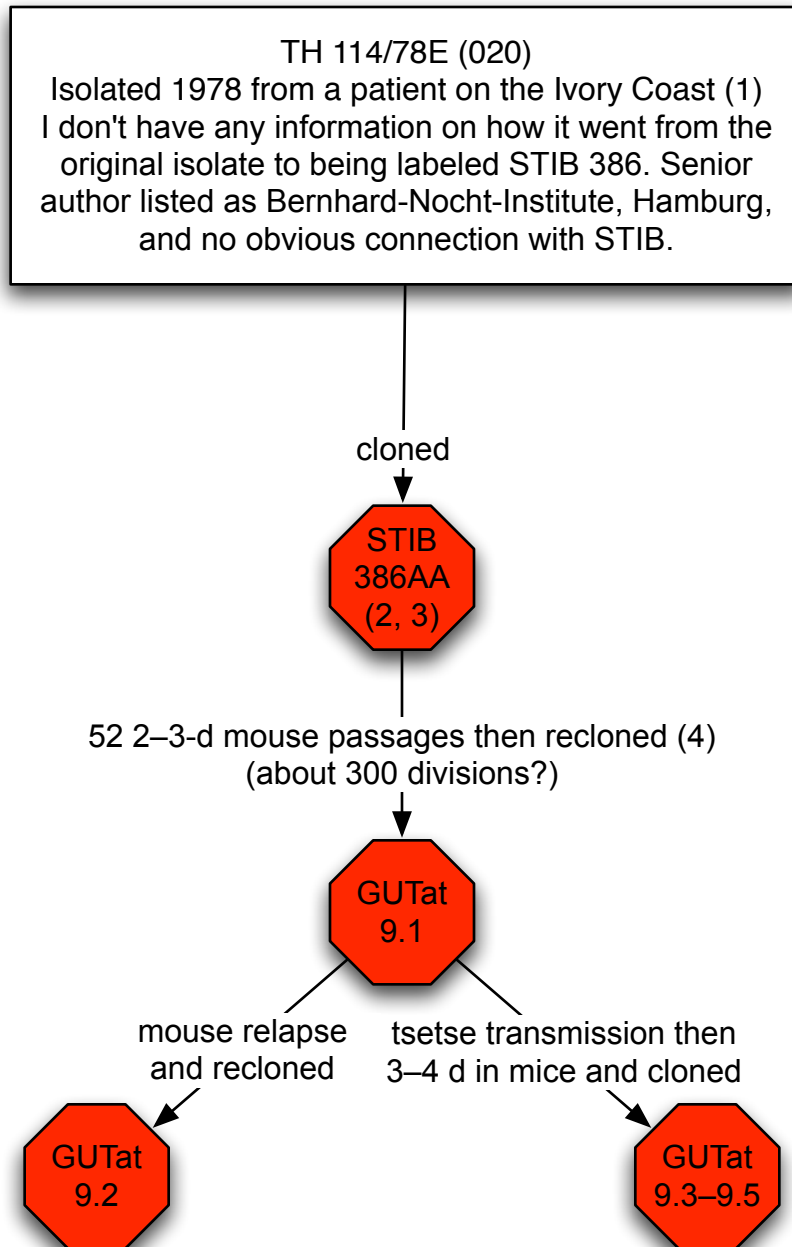 TH 114/78E (020)
Isolated 1978 from a patient on the Ivory Coast (1)
I don't have any information on how it went from the
original isolate to being labeled STIB 386. Senior
author listed as Bernhard-Nocht-Institute, Hamburg,
and no obvious connection with STIB.
cloned
STIB
386AA
(2, 3)
52 2–3-d mouse passages then recloned (4)
(about 300 divisions?)
GUTat
9.1
mouse relapse
and recloned
tsetse transmission then
3–4 d in mice and cloned
GUTat
9.2
GUTat
9.3–9.5